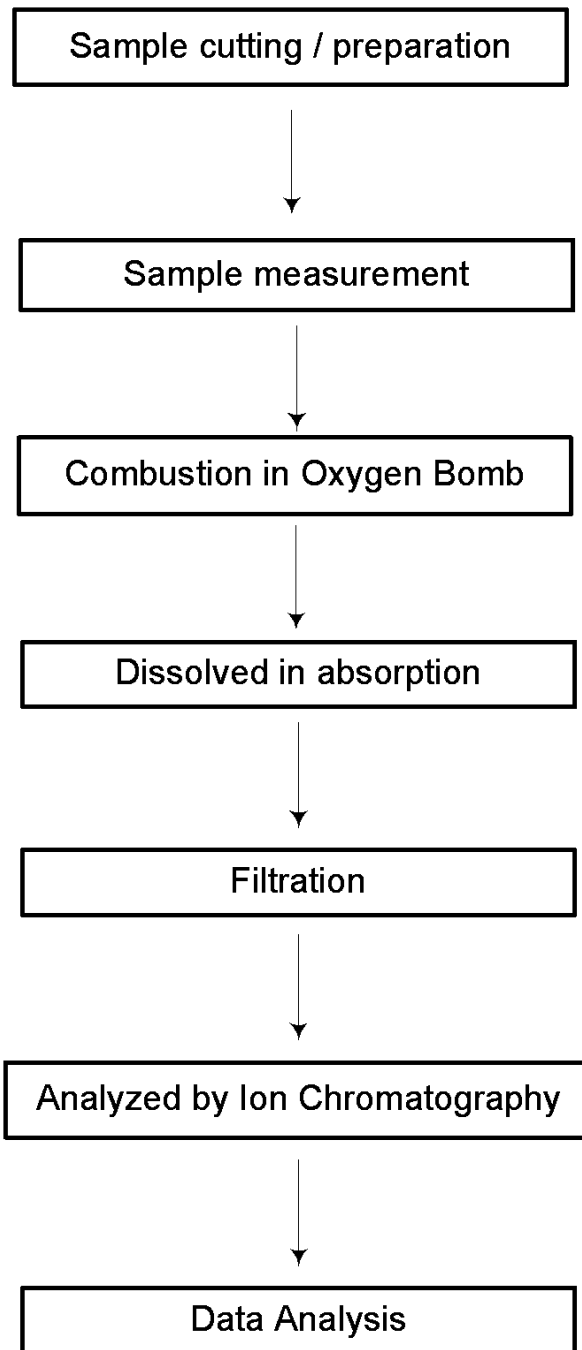 Sample cutting / preparation
Sample measurement
Combustion in Oxygen Bomb
Dissolved in absorption
Filtration
Analyzed by Ion Chromatography
Data Analysis